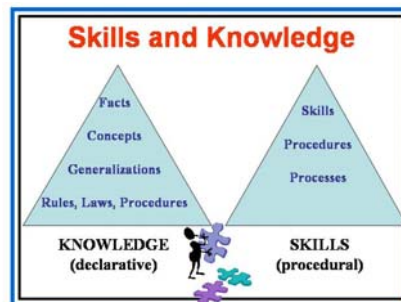 Skills and Knowledge
Facts
Concepts
Generalizations
Rules, Laws, Procedures
KNOWLEDGE
(declarative)
Skills
Procedures
Processes
SKILLS
(procedural)